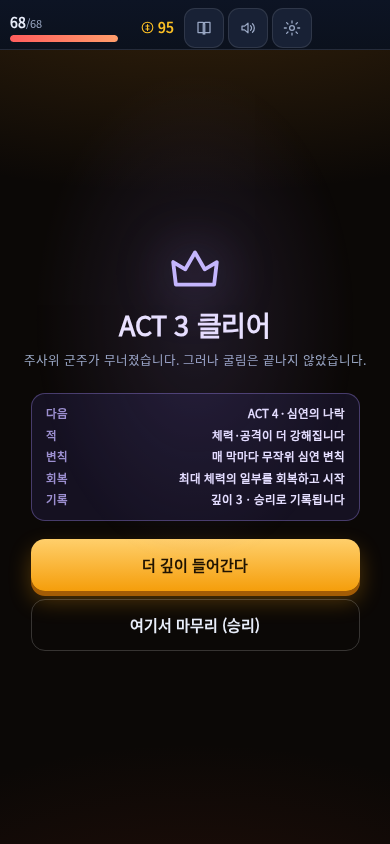 68/68
95
ACT 3 클리어
주사위 군주가 무너졌습니다. 그러나 굴림은 끝나지 않았습니다.
다음 ACT 4 · 심연의 나락
적 체력·공격이 더 강해집니다
변칙 매 막마다 무작위 심연 변칙
회복 최대 체력의 일부를 회복하고 시작
기록 깊이 3 · 승리로 기록됩니다
더 깊이 들어간다
여기서 마무리 (승리)